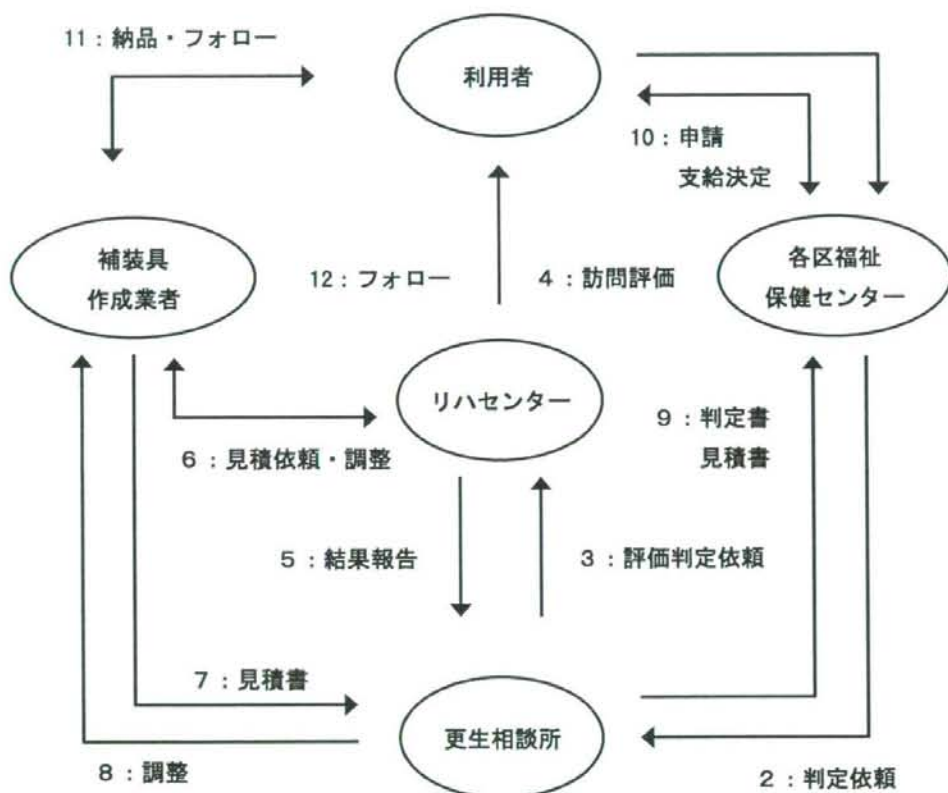 11：納品・フォロー
利用者
10：申請
支給決定
補装具
作成業者
12：フォロー
4：訪問評価
各区福祉
保健センター
リハセンター
6：見積依頼・調整
9：判定書
見積書
5：結果報告
3：評価判定依頼
7：見積書
更生相談所
8：調整
2：判定依頼